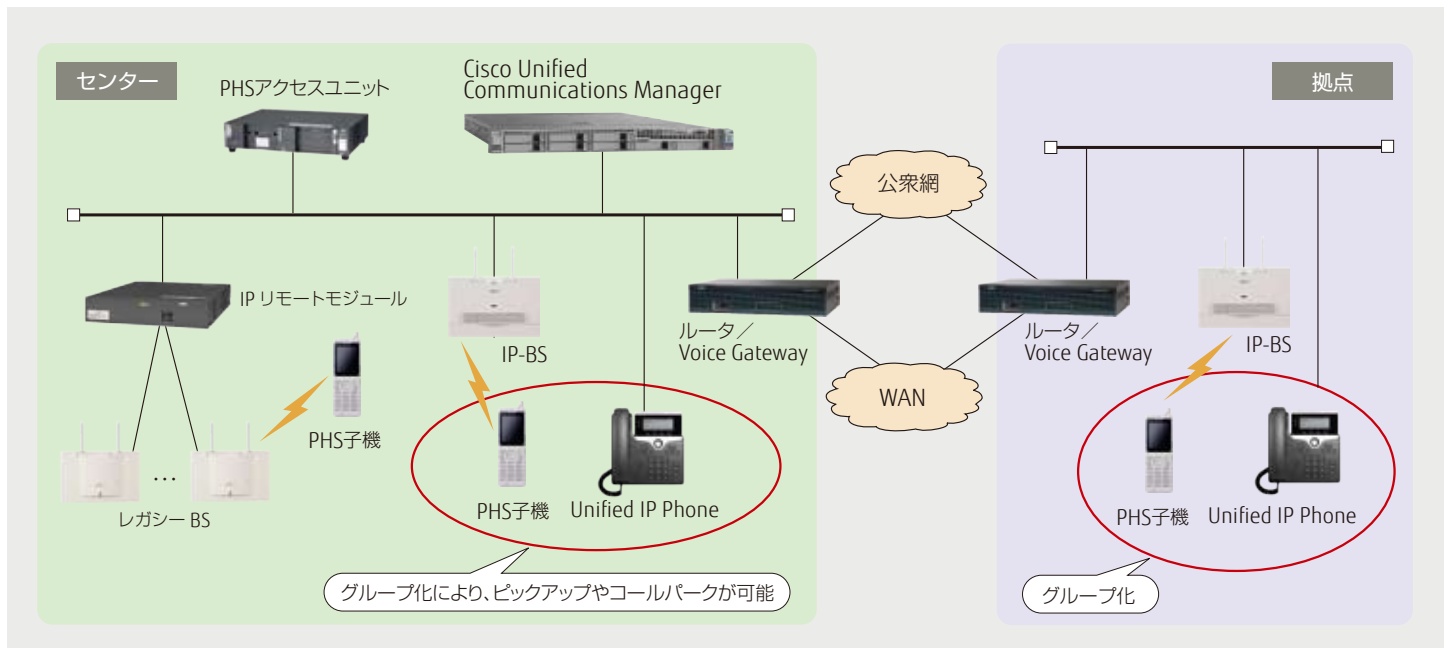 センター
PHSアクセスユニット
Cisco Unified
Communications Manager
拠点
公衆網
IP リモートモジュール
IP-BS
ルータ／
Voice Gateway
ルータ／
Voice Gateway
IP-BS
WAN
PHS子機
…
レガシー BS
PHS子機
Unified IP Phone
PHS子機
Unified IP Phone
グループ化により、ピックアップやコールパークが可能
グループ化